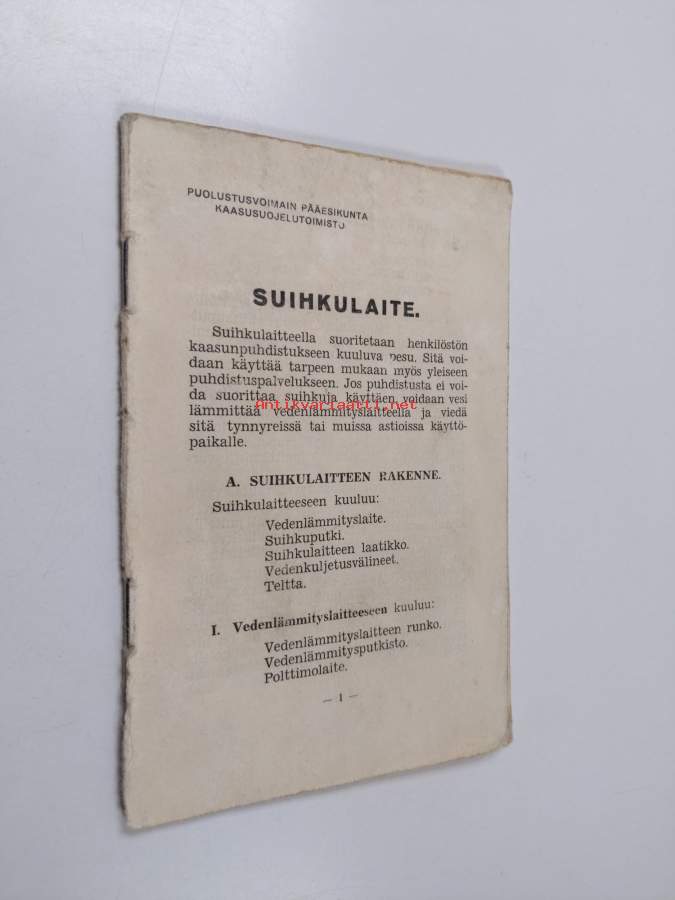 PUOLUSTUSVOIMAIN PÄÄESIKUNTA
KAASUSUOJELUTOIMISTO
SUIHKULAITE.
Suihkulaitteella suoritetaan henkilöstön
kaasunpuhdistukseen kuuluva pesu. Sitä voi-
daan käyttää tarpeen mukaan myös yleiseen
puhdistuspalvelukseen. Jos puhdistusta ei voi-
da suorittaa suihkuja käyttäen, voidaan vesi
lämmittää vedenlämmityslaitteella ja viedä
sitä tynnyreissä tai muissa astioissa käyttö-
paikalle.
Antikvariaatti.net
A. SUIHKULAITTEEN RAKENNE.
Suihkulaitteeseen kuuluu:
Vedenlämmityslaite.
Suihkuputki.
Suihkulaitteen laatikko.
Vedenkuljetusvälineet.
Teltta.
I. Vedenlämmityslaitteeseen kuuluu:
Vedenlämmityslaitteen runko.
Vedenlämmitysputkisto.
Polttimolaite.
— 1 —